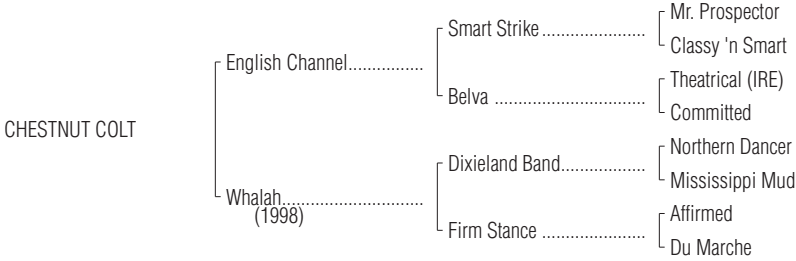 Mr. Prospector
Smart Strike......................
Classy 'n Smart
English Channel................
Theatrical (IRE)
Belva ................................
Committed
CHESTNUT COLT
Northern Dancer
Dixieland Band..................
Mississippi Mud
Whalah..............................
(1998)
Affirmed
Firm Stance ......................
Du Marche